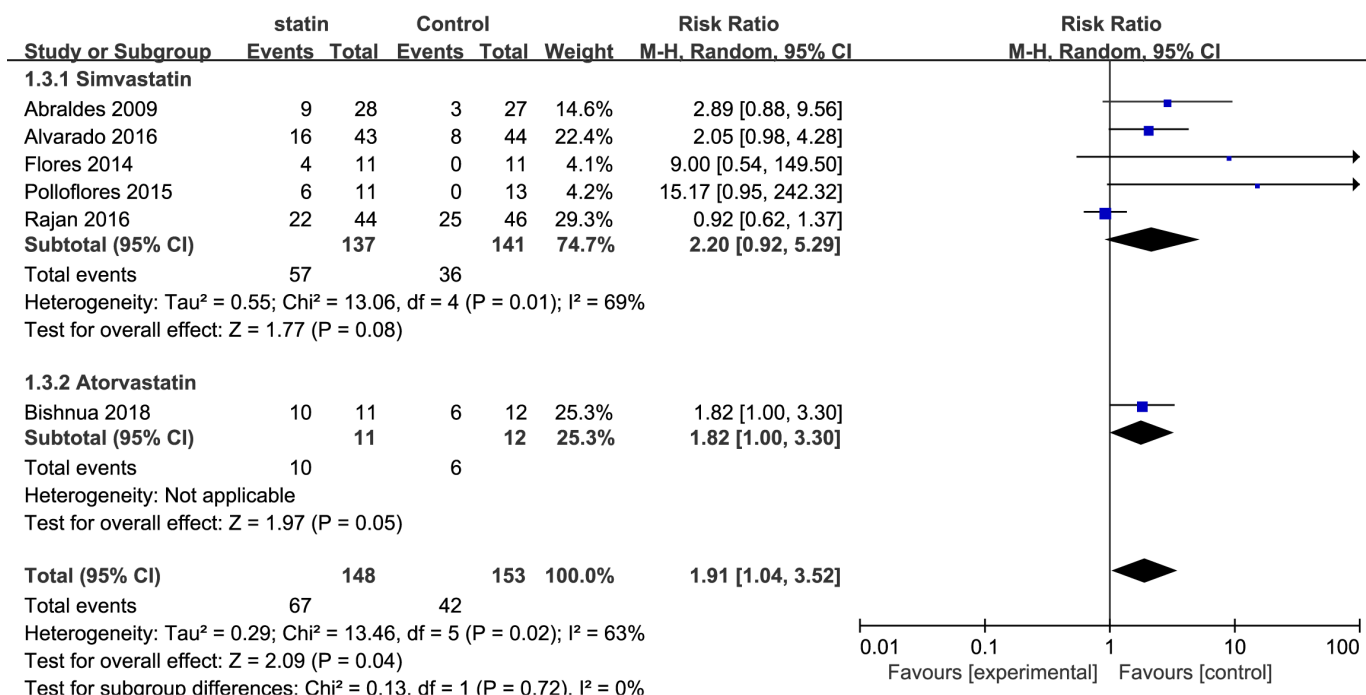 statin Control Risk Ratio Risk Ratio
Study or Subgroup Events Total Events Total Weight M-H, Random, 95% CI M-H, Random, 95% CI
1.3.1 Simvastatin
Abraldes 2009 9 28 3 27 14.6% 2.89 [0.88, 9.56]
Alvarado 2016 16 43 8 44 22.4% 2.05 [0.98, 4.28]
Flores 2014 4 11 0 11 4.1% 9.00 [0.54, 149.50]
Polloflores 2015 6 11 0 13 4.2% 15.17 [0.95, 242.32]
Rajan 2016 22 44 25 46 29.3% 0.92 [0.62, 1.37]
Subtotal (95% CI) 137 141 74.7% 2.20 [0.92, 5.29]
Total events 57 36
Heterogeneity: Tau² = 0.55; Chi² = 13.06, df = 4 (P = 0.01); I² = 69%
Test for overall effect: Z = 1.77 (P = 0.08)
1.3.2 Atorvastatin
Bishnua 2018 10 11 6 12 25.3% 1.82 [1.00, 3.30]
Subtotal (95% CI) 11 12 25.3% 1.82 [1.00, 3.30]
Total events 10 6
Heterogeneity: Not applicable
Test for overall effect: Z = 1.97 (P = 0.05)
Total (95% CI) 148 153 100.0% 1.91 [1.04, 3.52]
Total events 67 42
Heterogeneity: Tau² = 0.29; Chi² = 13.46, df = 5 (P = 0.02); I² = 63%
Test for overall effect: Z = 2.09 (P = 0.04)
Test for subgroup differences: Chi² = 0.13, df = 1 (P = 0.72), I² = 0%
0.01 0.1 1 10 100
Favours [experimental] Favours [control]